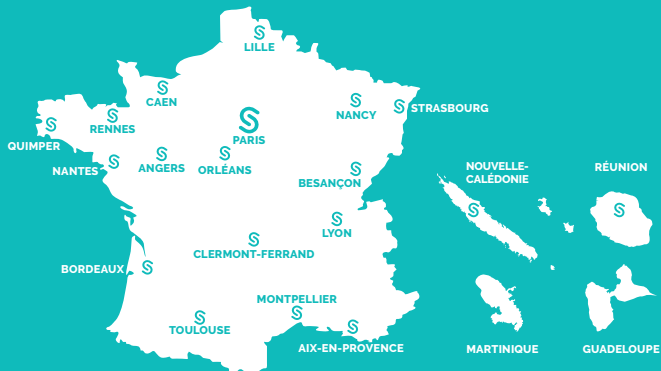 LILLE
CAEN
NANCY
STRASBOURG
RENNES
PARIS
QUIMPER
NANTES
ANGERS
ORLÉANS
BESANÇON
NOUVELLE-
CALÉDONIE
RÉUNION
LYON
CLERMONT-FERRAND
BORDEAUX
MONTPELLIER
TOULOUSE
AIX-EN-PROVENCE
MARTINIQUE
GUADELOUPE